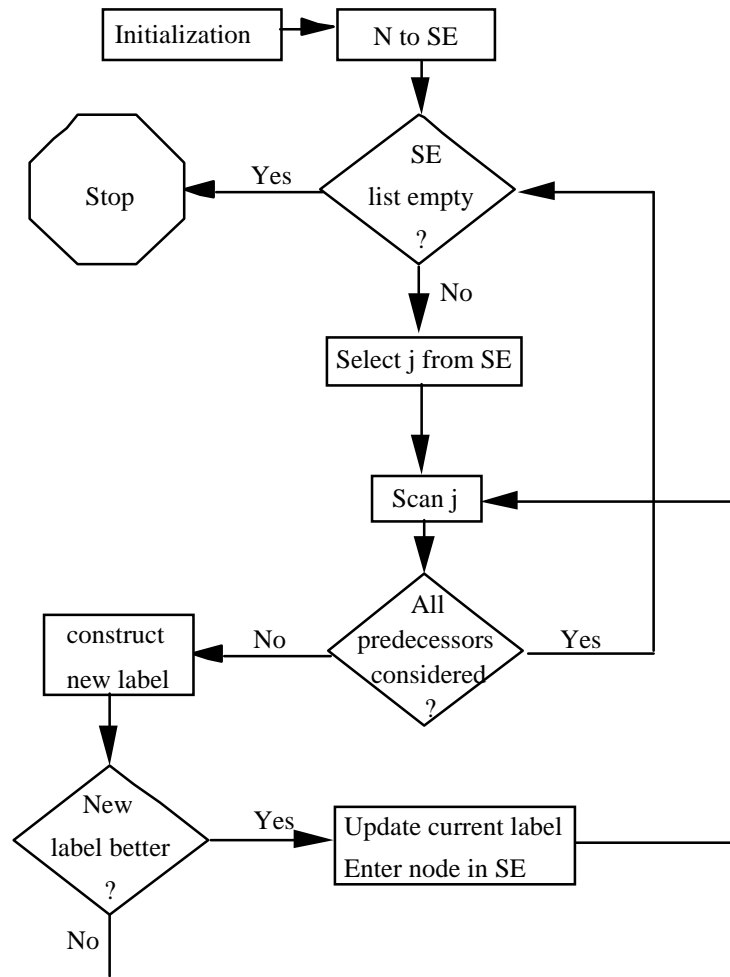 Initialization
N to SE
SE
list empty
?
Yes
Stop
No
Select j from SE
Scan j
All
predecessors
considered
?
No
Yes
construct
new label
New
label better
?
Yes
Update current label
Enter node in SE
No